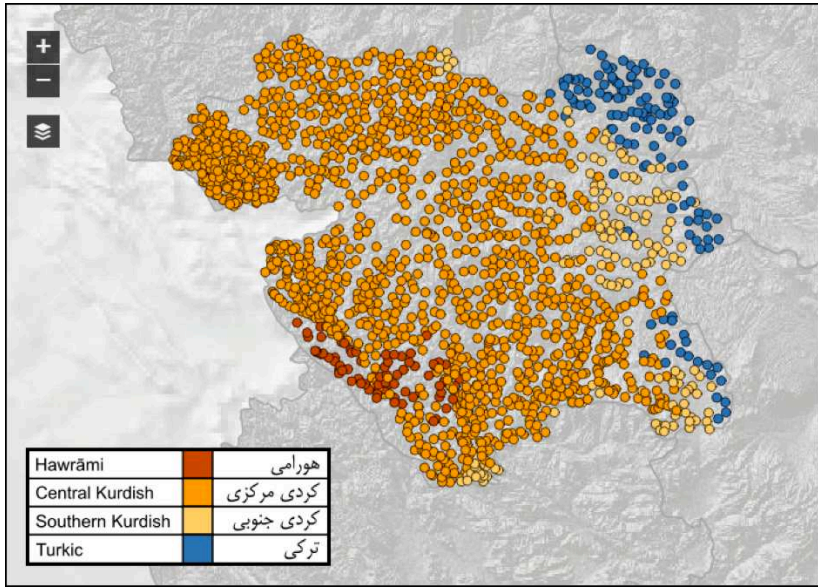 +
−
Hawrāmi هورامی
Central Kurdish کردی مرکزی
Southern Kurdish کردی جنوبی
Turkic ترکی